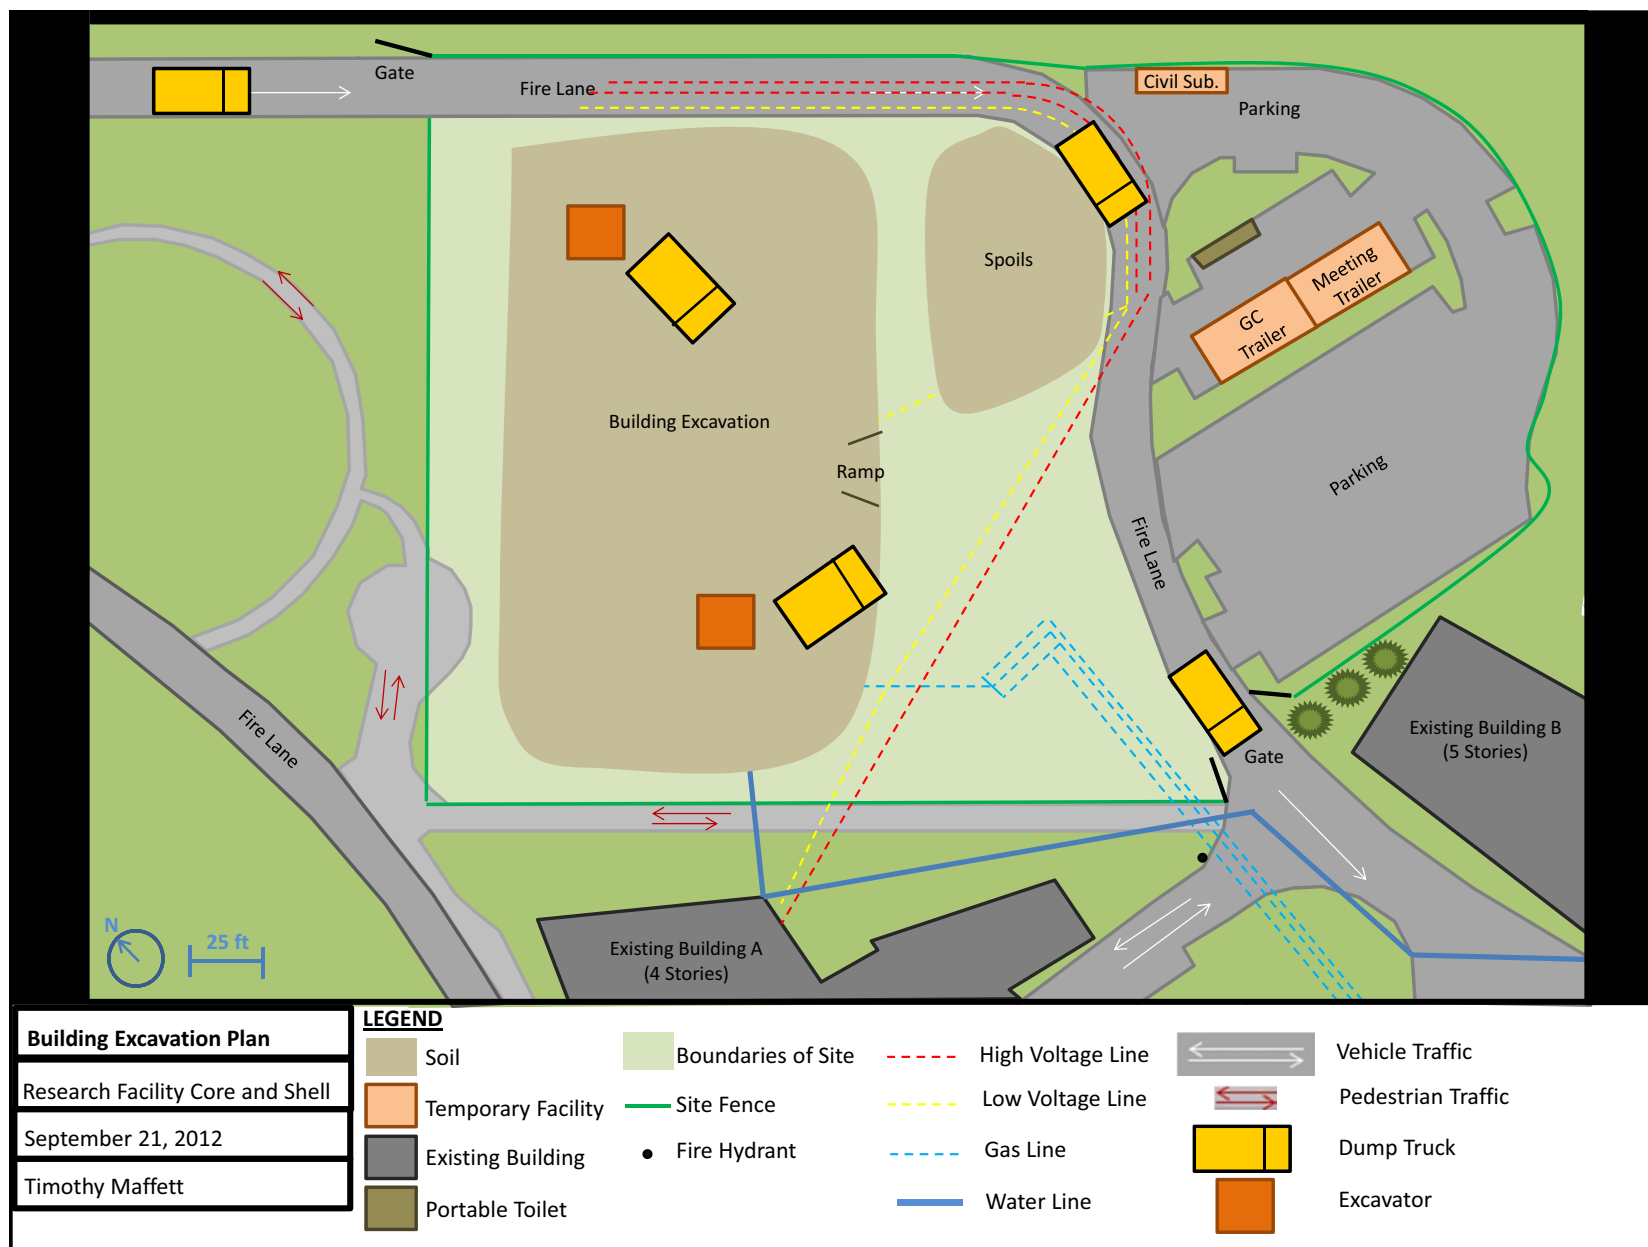 Gate
Fire Lane
Civil Sub.
Parking
Spoils
Meeting
Trailer
GC
Trailer
Building Excavation
Ramp
Parking
Fire Lane
Fire Lane
Gate
Existing Building B
(5 Stories)
N
25 ft
Existing Building A
(4 Stories)
Building Excavation Plan
Research Facility Core and Shell
September 21, 2012
Timothy Maffett
LEGEND
Soil
Temporary Facility
Existing Building
Portable Toilet
Boundaries of Site
Site Fence
Fire Hydrant
High Voltage Line
Low Voltage Line
Gas Line
Water Line
Vehicle Traffic
Pedestrian Traffic
Dump Truck
Excavator